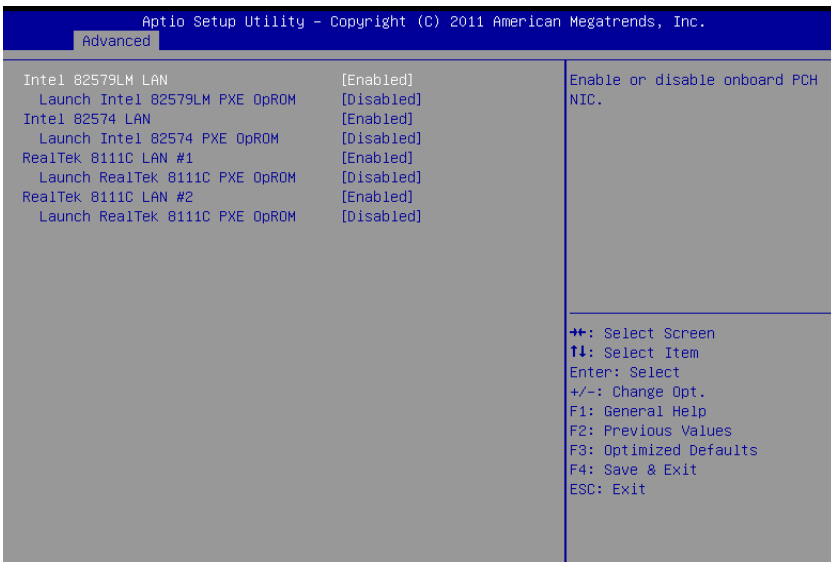 Aptio Setup Utility – Copyright (C) 2011 American Megatrends, Inc.
Advanced
Intel 82579LM LAN [Enabled]
Launch Intel 82579LM PXE OpROM [Disabled]
Intel 82574 LAN [Enabled]
Launch Intel 82574 PXE OpROM [Disabled]
RealTek 8111C LAN #1 [Enabled]
Launch RealTek 8111C PXE OpROM [Disabled]
RealTek 8111C LAN #2 [Enabled]
Launch RealTek 8111C PXE OpROM [Disabled]
Enable or disable onboard PCH
NIC.
→←: Select Screen
↑↓: Select Item
Enter: Select
+/-: Change Opt.
F1: General Help
F2: Previous Values
F3: Optimized Defaults
F4: Save & Exit
ESC: Exit